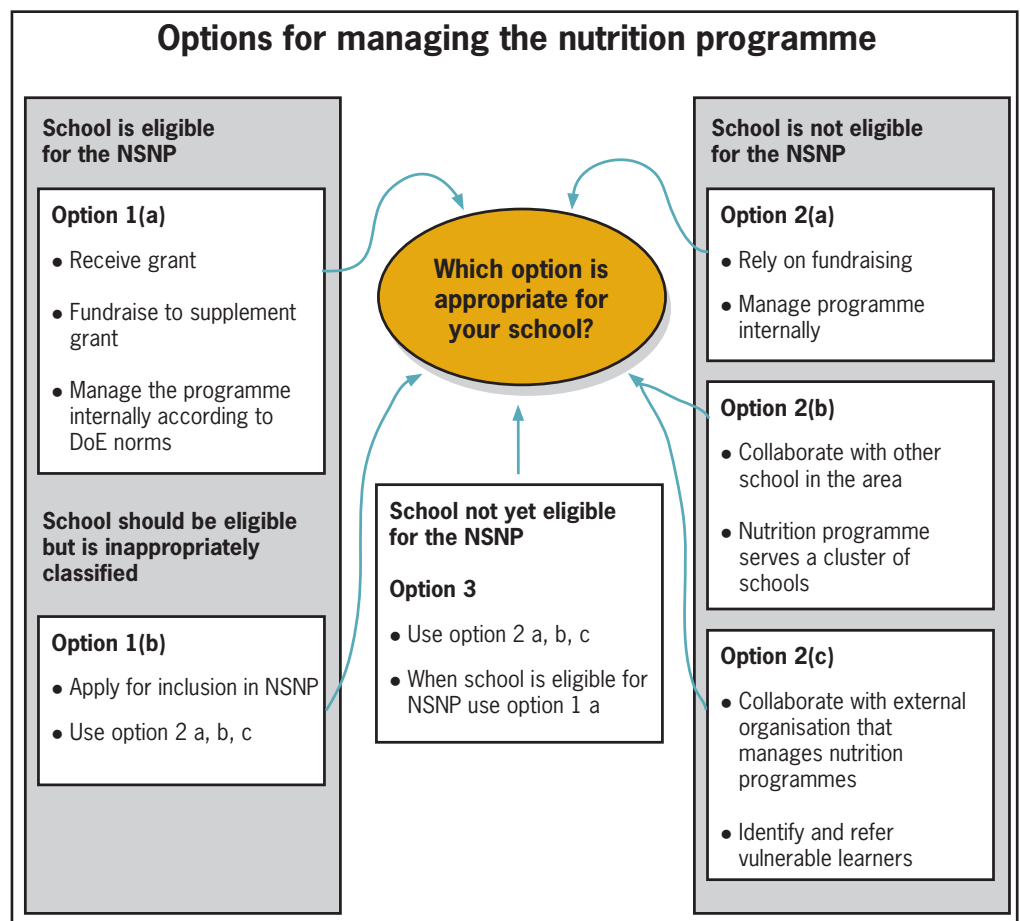 Options for managing the nutrition programme
School is eligible
for the NSNP
Option 1(a)
• Receive grant
• Fundraise to supplement
grant
• Manage the programme
internally according to
DoE norms
School should be eligible
but is inappropriately
classified
Option 1(b)
• Apply for inclusion in NSNP
• Use option 2 a, b, c
Which option is
appropriate for
your school?
School not yet eligible
for the NSNP
Option 3
• Use option 2 a, b, c
• When school is eligible for
NSNP use option 1 a
School is not eligible
for the NSNP
Option 2(a)
• Rely on fundraising
• Manage programme
internally
Option 2(b)
• Collaborate with other
school in the area
• Nutrition programme
serves a cluster of
schools
Option 2(c)
• Collaborate with external
organisation that
manages nutrition
programmes
• Identify and refer
vulnerable learners